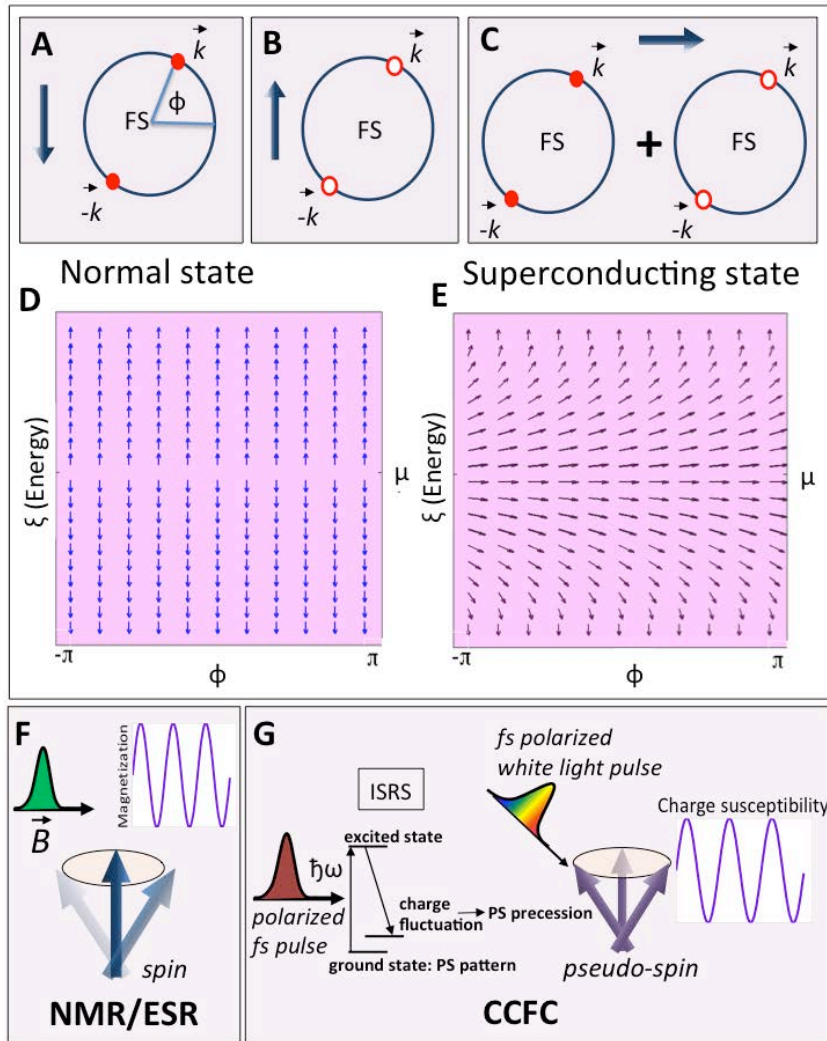 A
k
ϕ
FS
-k
B
k
FS
-k
C
k
FS
-k
+
k
FS
-k
Normal state
Superconducting state
D
ξ (Energy)
μ
-π
ϕ
π
E
ξ (Energy)
μ
-π
ϕ
π
F
B
Magnetization
spin
NMR/ESR
G
fs polarized
white light pulse
ISRS
excited state
ħω
polarized
fs pulse
charge
fluctuation
PS precession
ground state: PS pattern
Charge susceptibility
pseudo-spin
CCFC